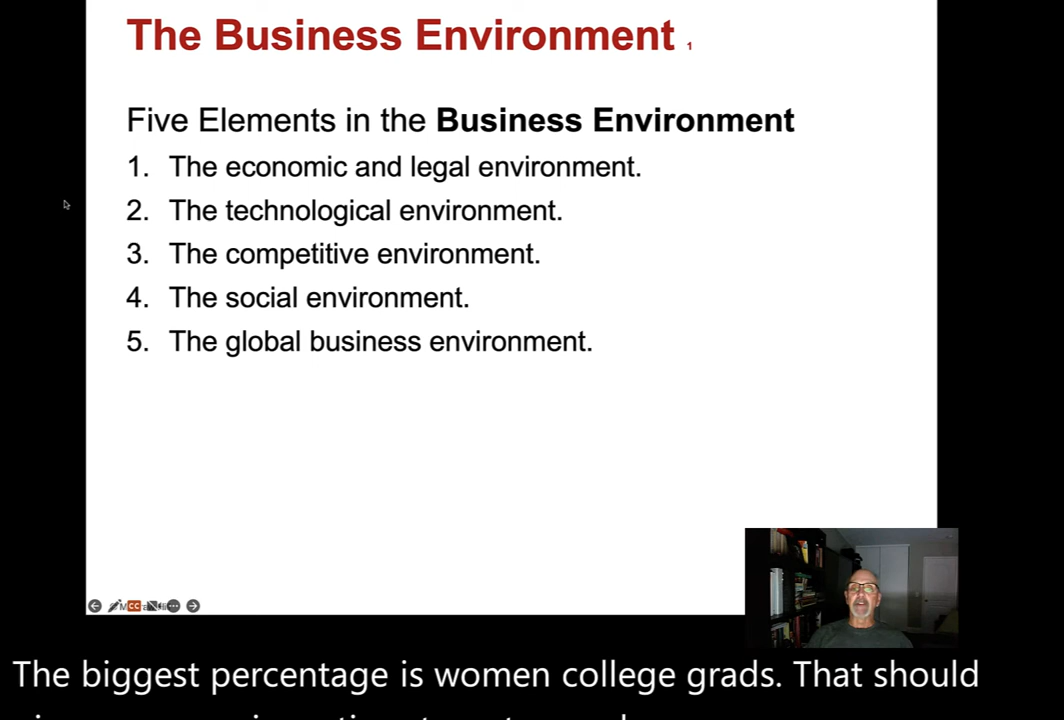 The Business Environment 1
Five Elements in the Business Environment
1. The economic and legal environment.
2. The technological environment.
3. The competitive environment.
4. The social environment.
5. The global business environment.
CC
The biggest percentage is women college grads. That should